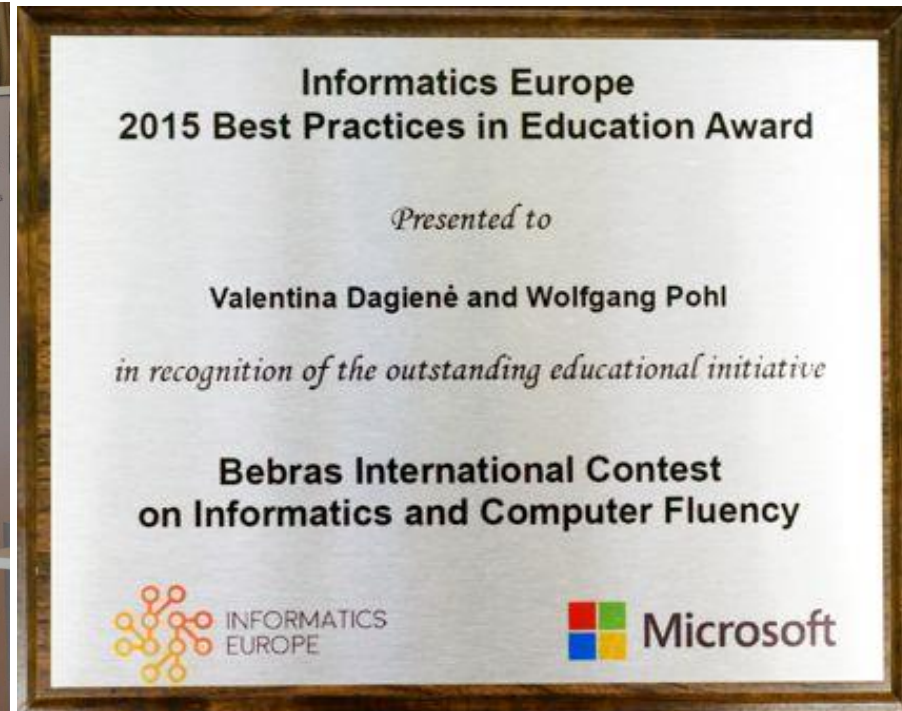 Informatics Europe
2015 Best Practices in Education Award
Presented to
Valentina Dagienė and Wolfgang Pohl
in recognition of the outstanding educational initiative
Bebras International Contest
on Informatics and Computer Fluency
INFORMATICS
EUROPE
Microsoft